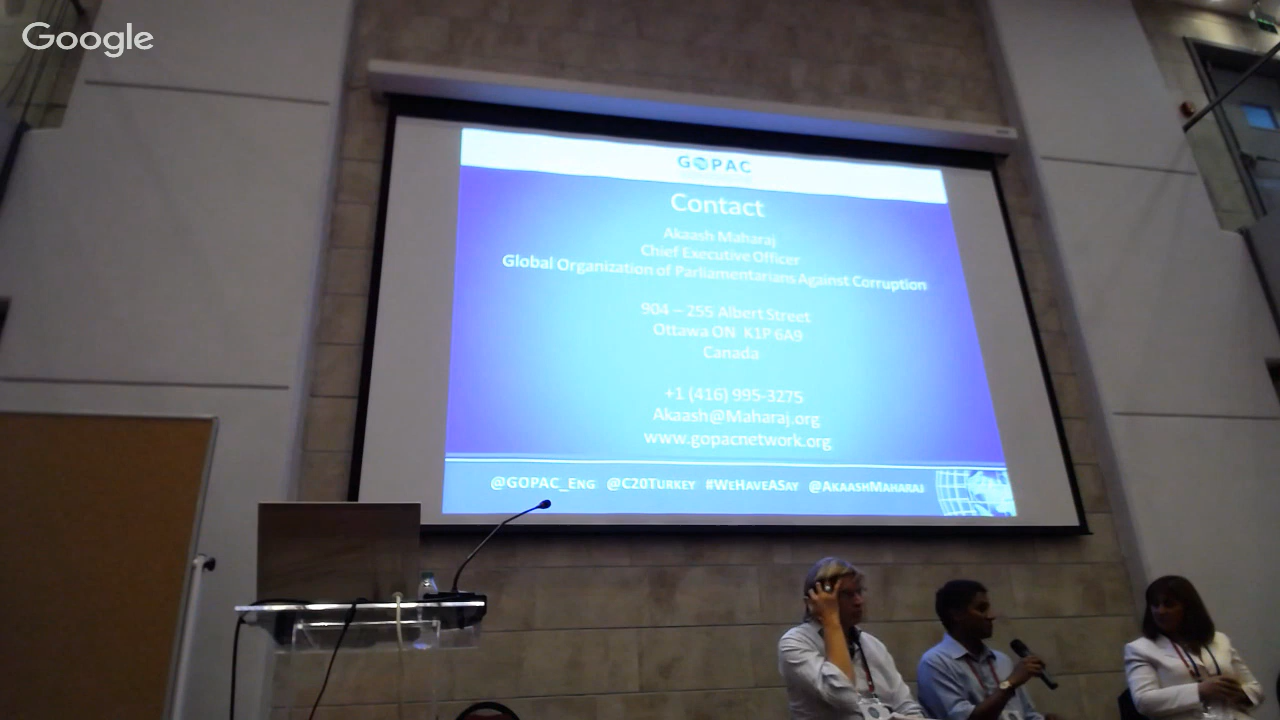 Google
GOPAC
Contact
Akaash Maharaj
Chief Executive Officer
Global Organization of Parliamentarians Against Corruption
904 – 255 Albert Street
Ottawa ON K1P 6A9
Canada
+1 (416) 995-3275
Akaash@Maharaj.org
www.gopacnetwork.org
@GOPAC_Eng @C20Turkey #WeHaveASay @AkaashMaharaj